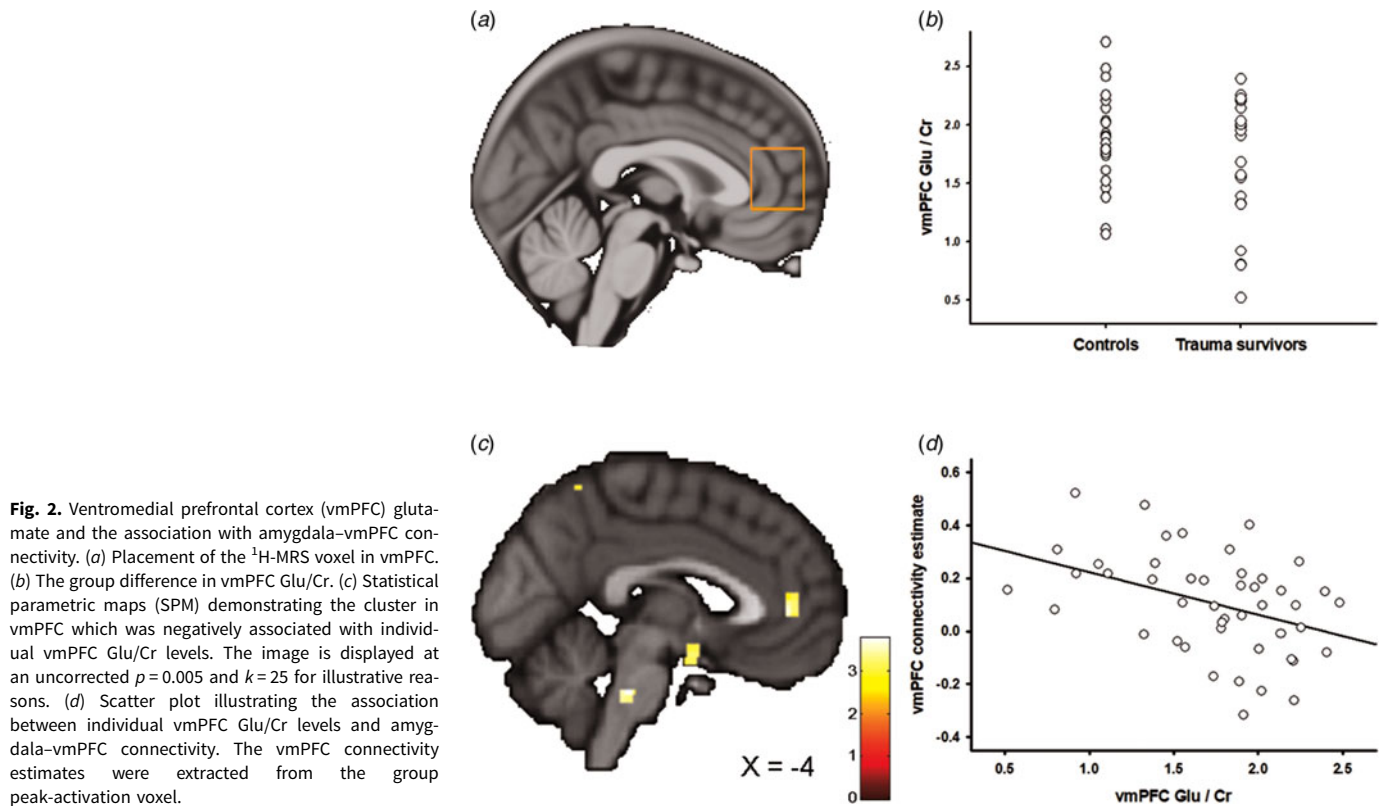 (a)
(b)
2.5
2.0
1.5
1.0
0.5
vmPFC Glu / Cr
Controls Trauma survivors
(c)
3
2
1
0
X = -4
(d)
0.6
0.4
0.2
0.0
-0.2
-0.4
vmPFC connectivity estimate
0.5 1.0 1.5 2.0 2.5
vmPFC Glu / Cr
Fig. 2. Ventromedial prefrontal cortex (vmPFC) gluta-
mate and the association with amygdala–vmPFC con-
nectivity. (a) Placement of the ¹H-MRS voxel in vmPFC.
(b) The group difference in vmPFC Glu/Cr. (c) Statistical
parametric maps (SPM) demonstrating the cluster in
vmPFC which was negatively associated with individ-
ual vmPFC Glu/Cr levels. The image is displayed at
an uncorrected p = 0.005 and k = 25 for illustrative rea-
sons. (d) Scatter plot illustrating the association
between individual vmPFC Glu/Cr levels and amyg-
dala–vmPFC connectivity. The vmPFC connectivity
estimates were extracted from the group
peak-activation voxel.